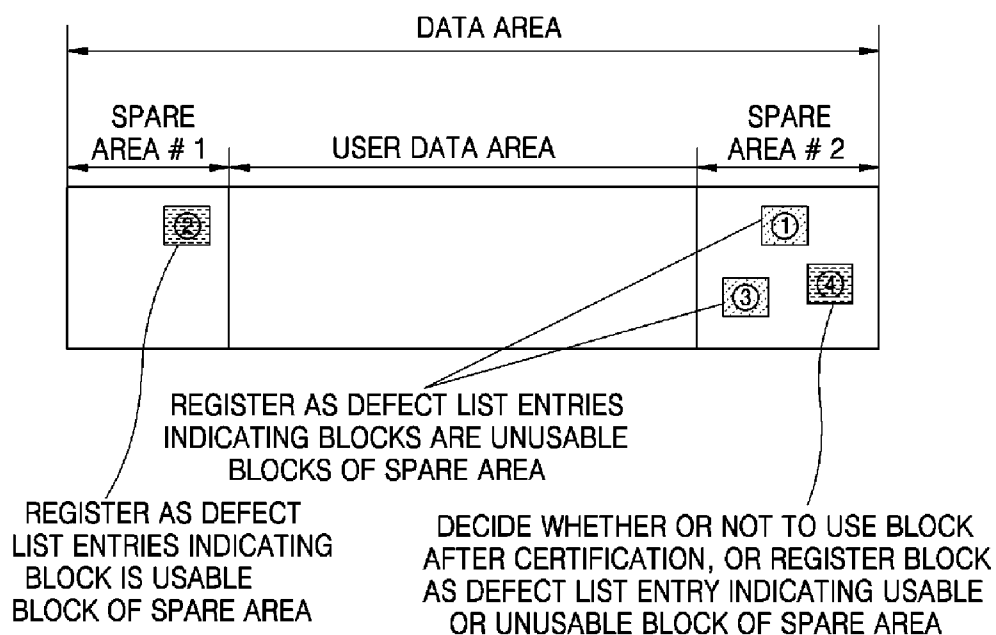 DATA AREA
SPARE
AREA # 1
USER DATA AREA
SPARE
AREA # 2
②
①
③
④
REGISTER AS DEFECT LIST ENTRIES
INDICATING BLOCKS ARE UNUSABLE
BLOCKS OF SPARE AREA
REGISTER AS DEFECT
LIST ENTRIES INDICATING
BLOCK IS USABLE
BLOCK OF SPARE AREA
DECIDE WHETHER OR NOT TO USE BLOCK
AFTER CERTIFICATION, OR REGISTER BLOCK
AS DEFECT LIST ENTRY INDICATING USABLE
OR UNUSABLE BLOCK OF SPARE AREA